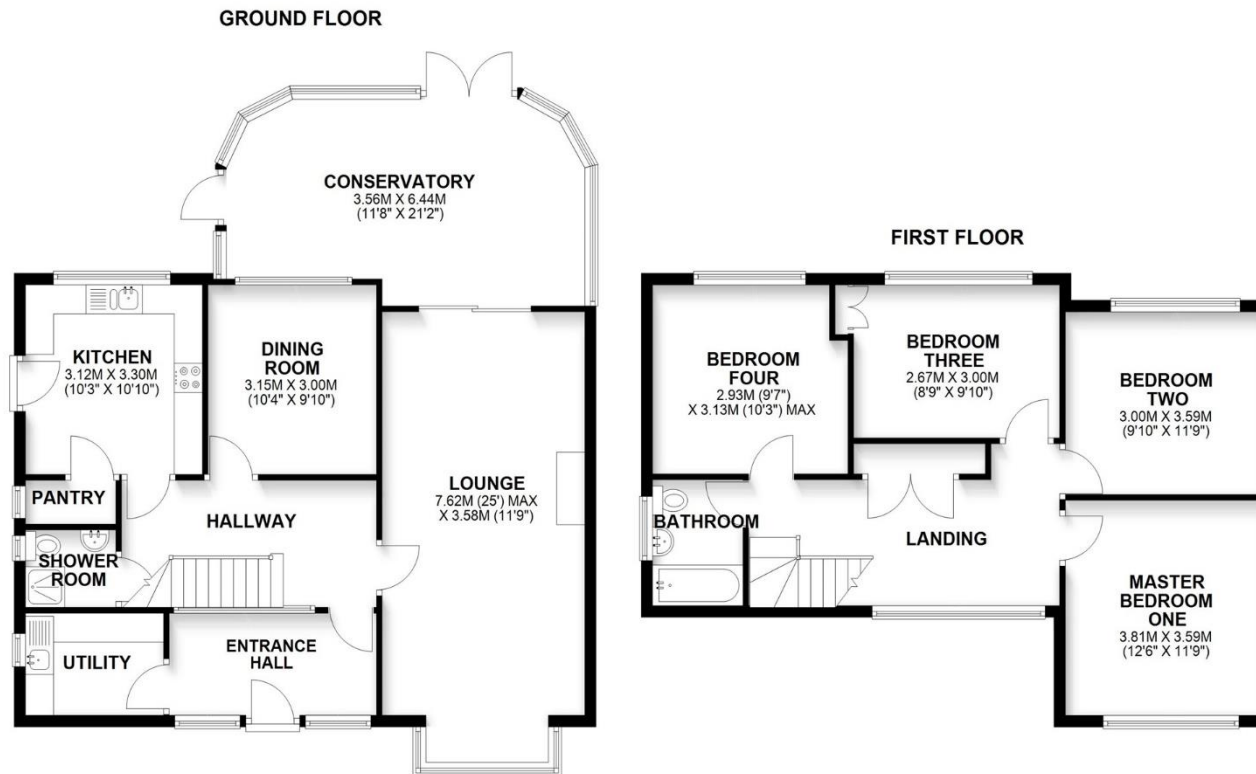 GROUND FLOOR
CONSERVATORY
3.56M X 6.44M
(11'8" X 21'2")
KITCHEN
3.12M X 3.30M
(10'3" X 10'10")
DINING
ROOM
3.15M X 3.00M
(10'4" X 9'10")
LOUNGE
7.62M (25') MAX
X 3.58M (11'9")
PANTRY
HALLWAY
SHOWER
ROOM
UTILITY
ENTRANCE
HALL
FIRST FLOOR
BEDROOM
FOUR
2.93M (9'7")
X 3.13M (10'3") MAX
BEDROOM
THREE
2.67M X 3.00M
(8'9" X 9'10")
BEDROOM
TWO
3.00M X 3.59M
(9'10" X 11'9")
BATHROOM
LANDING
MASTER
BEDROOM
ONE
3.81M X 3.59M
(12'6" X 11'9")